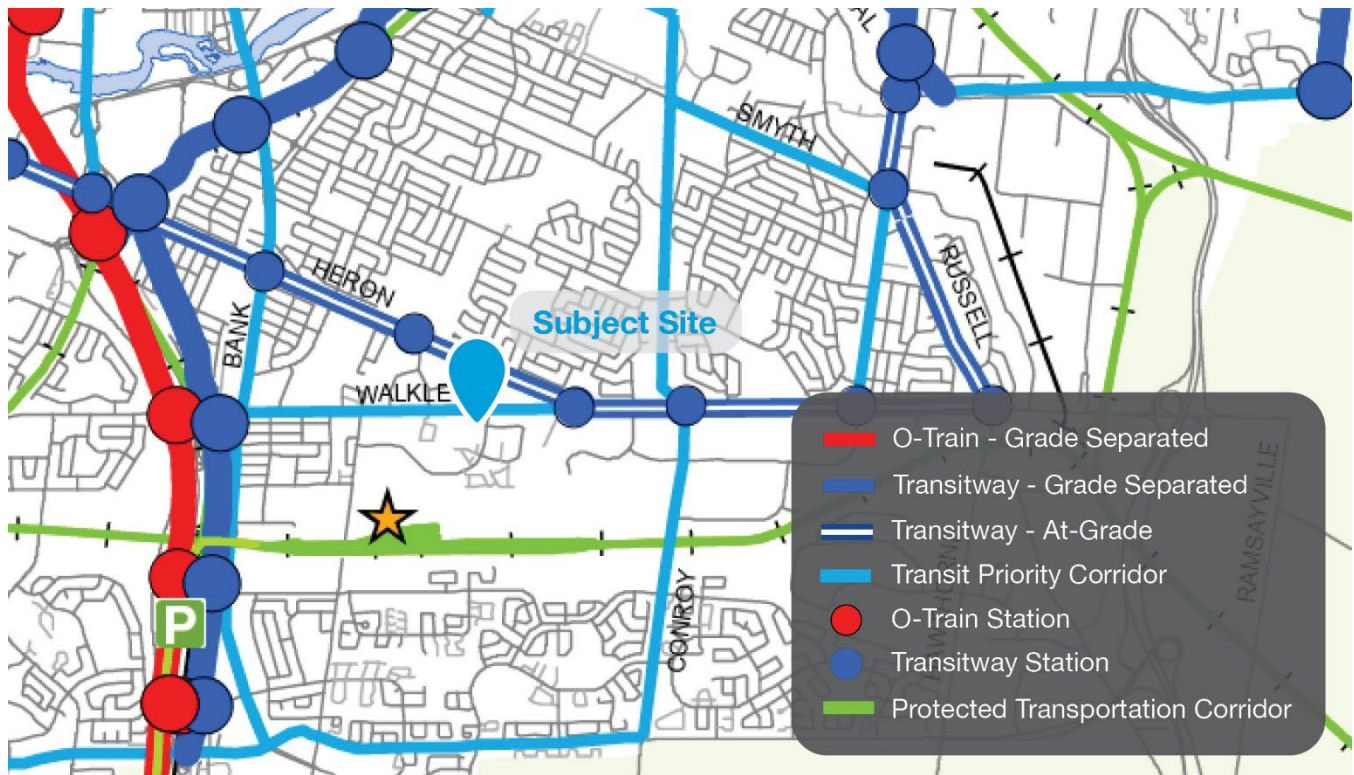 SMYTH
HERON
RUSSELL
BANK
Subject Site
WALKLE
O-Train - Grade Separated
Transitway - Grade Separated
Transitway - At-Grade
Transit Priority Corridor
O-Train Station
Transitway Station
Protected Transportation Corridor
P
CONROY
RAMSAYVILLE